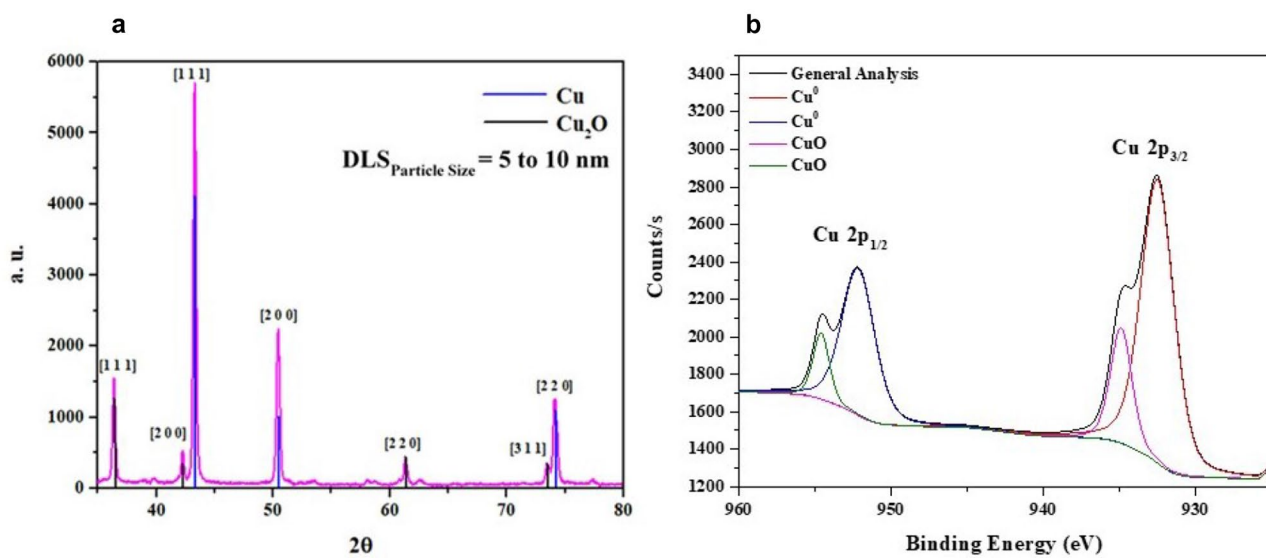 a
6000
5000
4000
3000
2000
1000
0
a. u.
[1 1 1]
[1 1 1]
[2 0 0]
[2 0 0]
[2 2 0]
[3 1 1]
[2 2 0]
Cu
Cu₂O
DLS Particle Size = 5 to 10 nm
40 50 60 70 80
2θ
b
3400
3200
3000
2800
2600
2400
2200
2000
1800
1600
1400
1200
Counts/s
General Analysis
Cu⁰
Cu⁰
CuO
CuO
Cu 2p₁/₂
Cu 2p₃/₂
960 950 940 930
Binding Energy (eV)